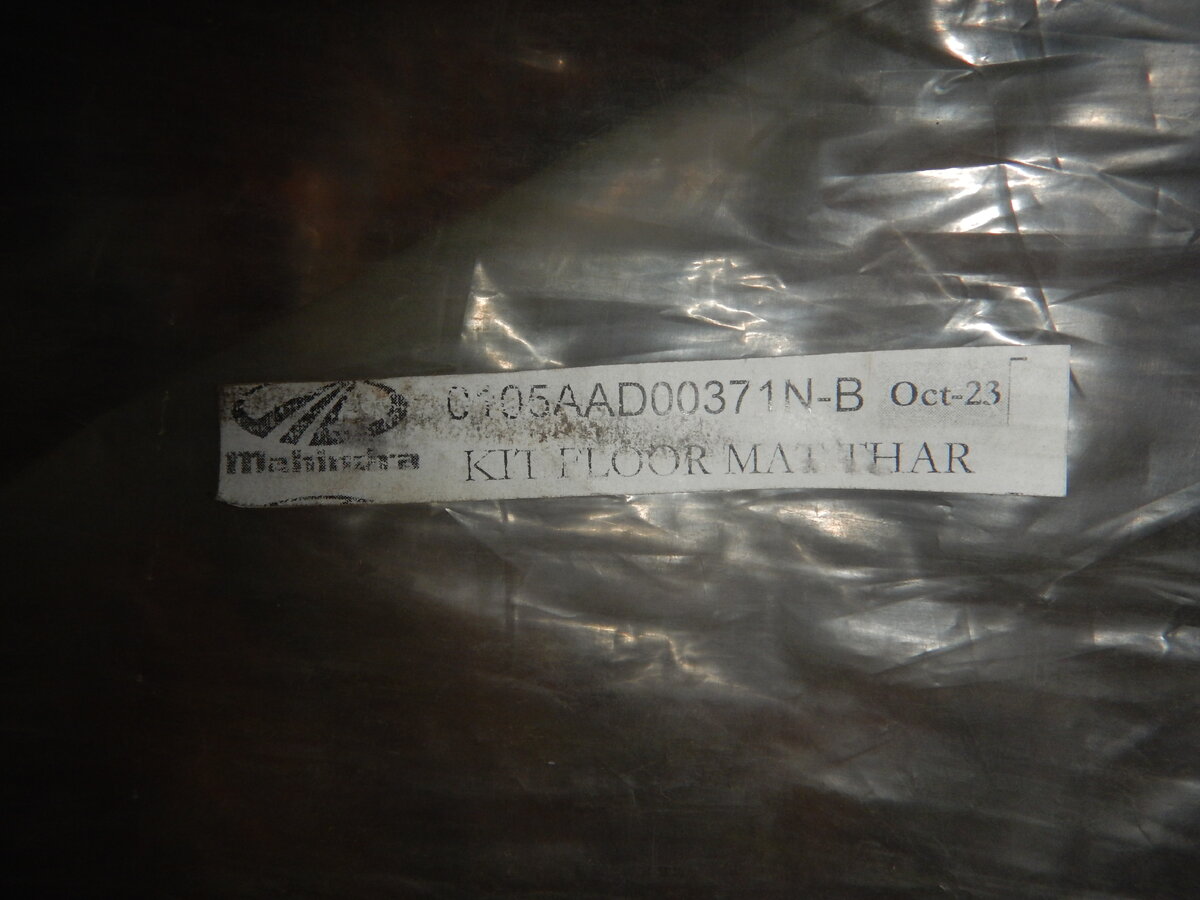 mahindra
0105AAD00371N-B Oct-23
KIT FLOOR MAT THAR